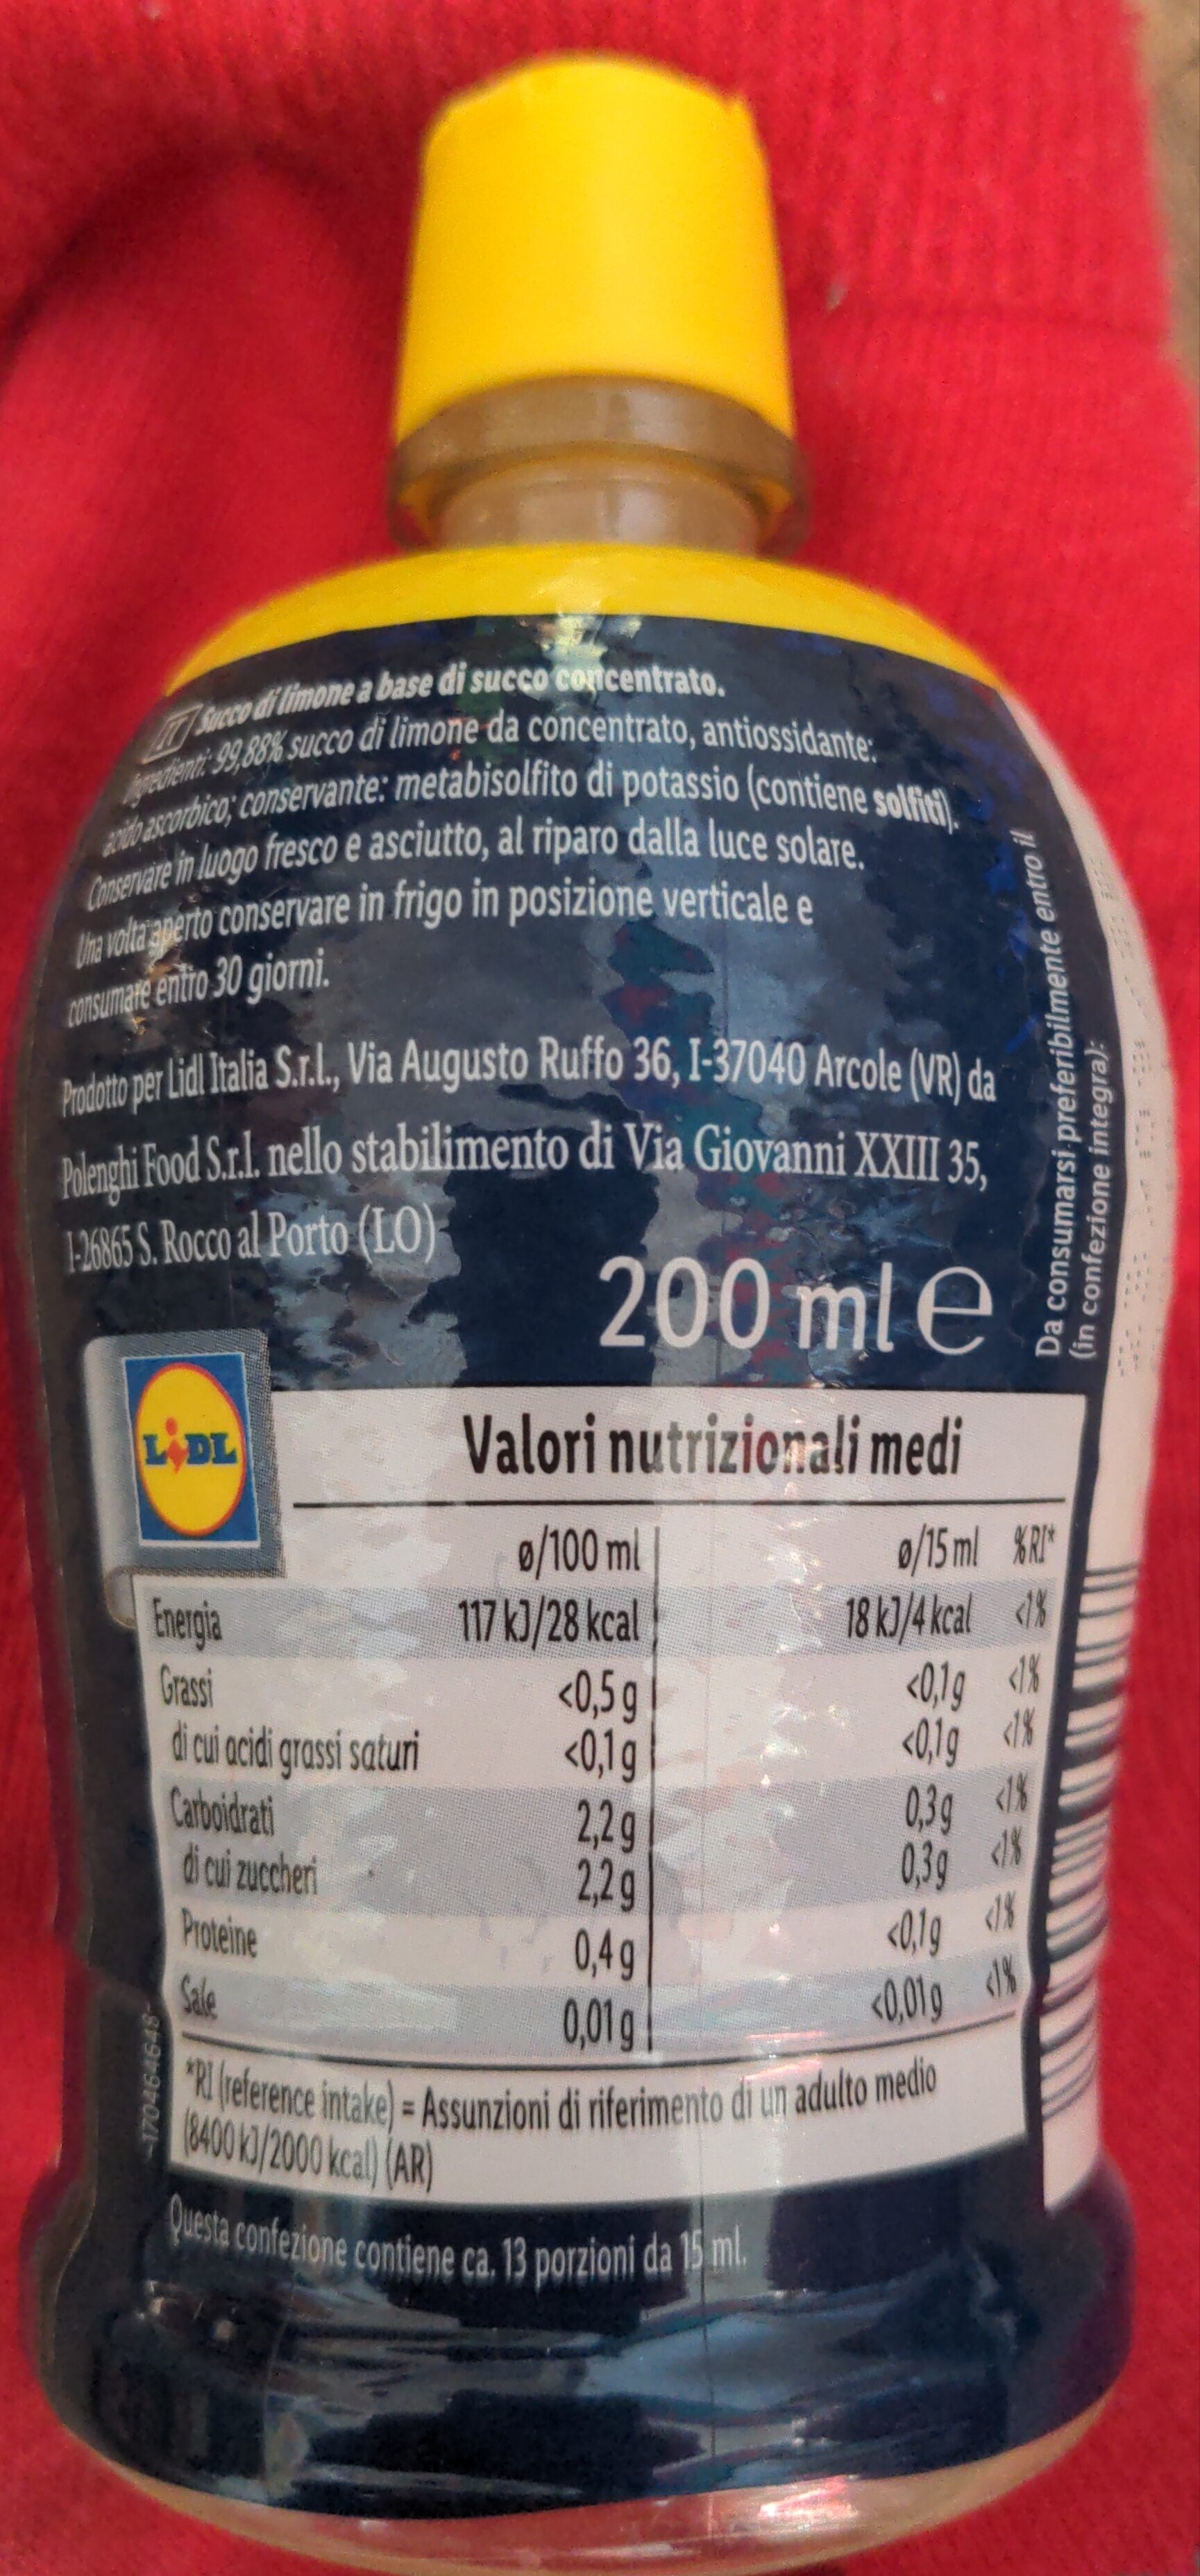 IT Succo di limone a base di succo concentrato.
Ingredienti: 99,88% succo di limone da concentrato, antiossidante:
acido ascorbico; conservante: metabisolfito di potassio (contiene solfiti).
Conservare in luogo fresco e asciutto, al riparo dalla luce solare.
Una volta aperto conservare in frigo in posizione verticale e
consumare entro 30 giorni.
Prodotto per Lidl Italia S.r.l., Via Augusto Ruffo 36, I-37040 Arcole (VR) da
Polenghi Food S.r.l. nello stabilimento di Via Giovanni XXIII 35,
I-26865 S. Rocco al Porto (LO)
200 ml e
Da consumarsi preferibilmente entro il
(in confezione integra):
LiDL
Valori nutrizionali medi
ø/100 ml ø/15 ml %RI*
Energia 117 kJ/28 kcal 18 kJ/4 kcal <1%
Grassi <0,5 g <0,1 g <1%
di cui acidi grassi saturi <0,1 g <0,1 g <1%
Carboidrati 2,2 g 0,3 g <1%
di cui zuccheri 2,2 g 0,3 g <1%
Proteine 0,4 g <0,1 g <1%
Sale 0,01 g <0,01 g <1%
*RI (reference intake) = Assunzioni di riferimento di un adulto medio
(8400 kJ/2000 kcal) (AR)
-17046464S-
Questa confezione contiene ca. 13 porzioni da 15 ml.